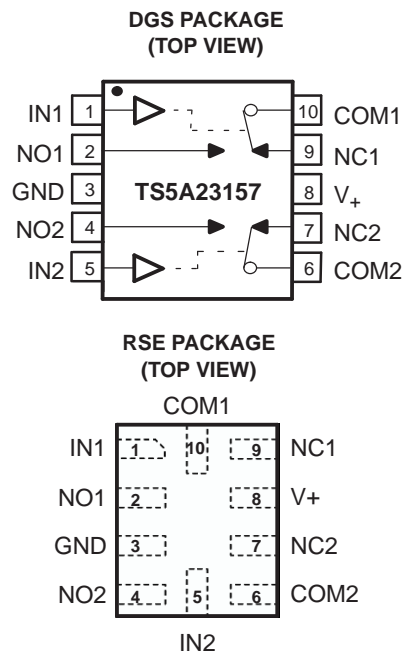 DGS PACKAGE
(TOP VIEW)
IN1 1 10 COM1
NO1 2 9 NC1
GND 3 TS5A23157 8 V+
NO2 4 7 NC2
IN2 5 6 COM2
RSE PACKAGE
(TOP VIEW)
COM1
IN1 1 10 9 NC1
NO1 2 8 V+
GND 3 7 NC2
NO2 4 5 6 COM2
IN2